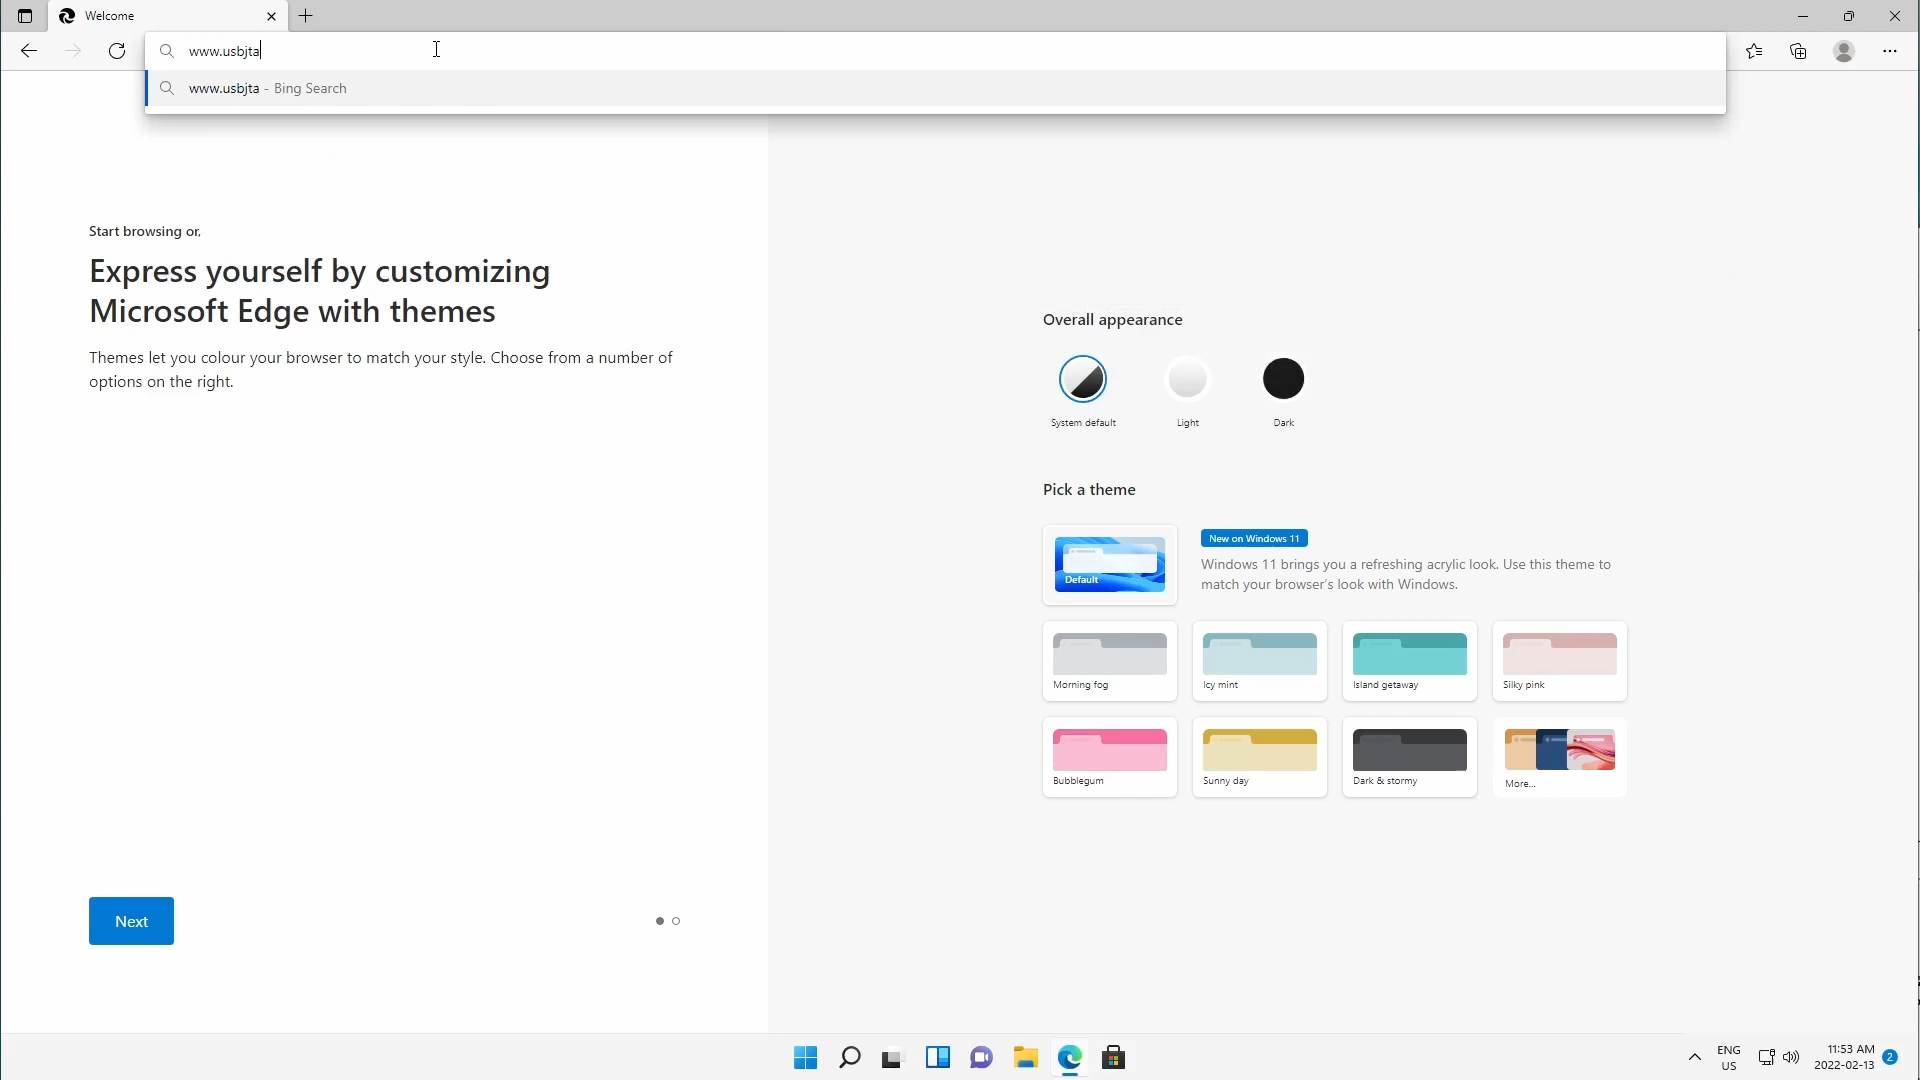 Welcome
www.usbjta
www.usbjta - Bing Search
Start browsing or,
Express yourself by customizing
Microsoft Edge with themes
Themes let you colour your browser to match your style. Choose from a number of
options on the right.
Next
Overall appearance
System default
Light
Dark
Pick a theme
Default
New on Windows 11
Windows 11 brings you a refreshing acrylic look. Use this theme to
match your browser's look with Windows.
Morning fog
Icy mint
Island getaway
Silky pink
Bubblegum
Sunny day
Dark & stormy
More...
ENG
US
11:53 AM
2022-02-13
2